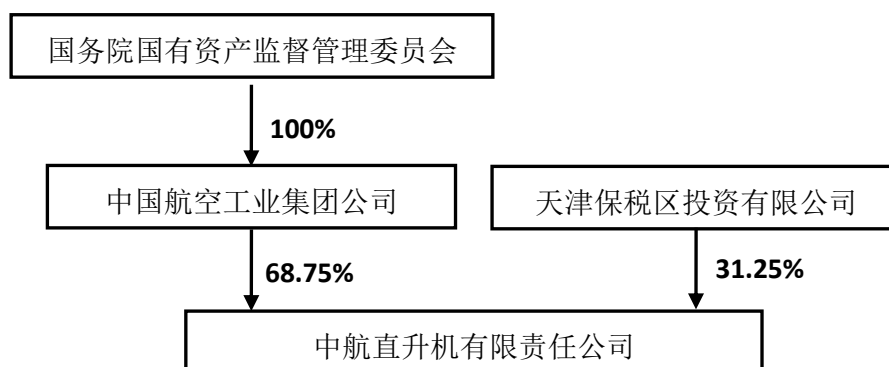 国务院国有资产监督管理委员会
100%
中国航空工业集团公司
天津保税区投资有限公司
68.75%
31.25%
中航直升机有限责任公司